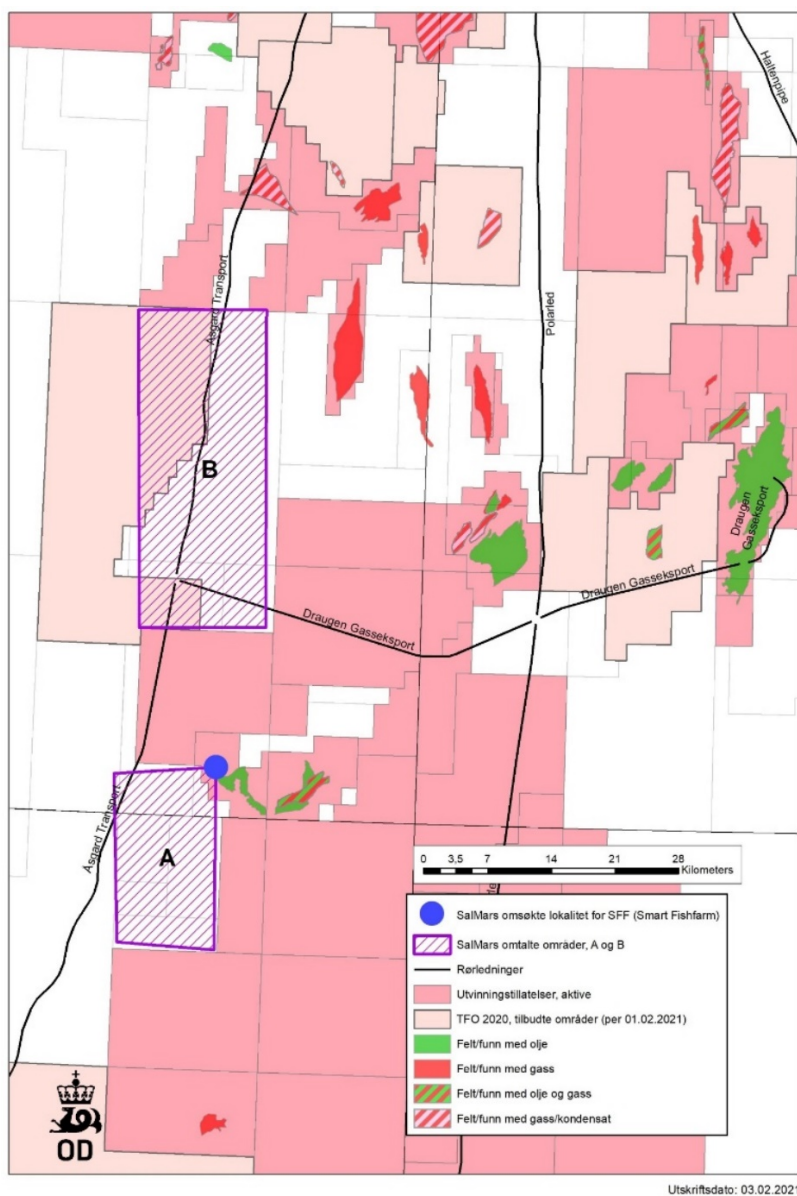 Haltenpipe
Åsgard Transport
Polarled
B
Draugen
Gasseksport
Draugen Gasseksport
Draugen Gasseksport
Åsgard Transport
A
0 3,5 7 14 21 28
Kilometers
SalMars omsøkte lokalitet for SFF (Smart Fishfarm)
SalMars omtalte områder, A og B
Rørledninger
Utvinningstillatelser, aktive
TFO 2020, tilbudte områder (per 01.02.2021)
Felt/funn med olje
Felt/funn med gass
Felt/funn med olje og gass
Felt/funn med gass/kondensat
OD
Utskriftsdato: 03.02.2021